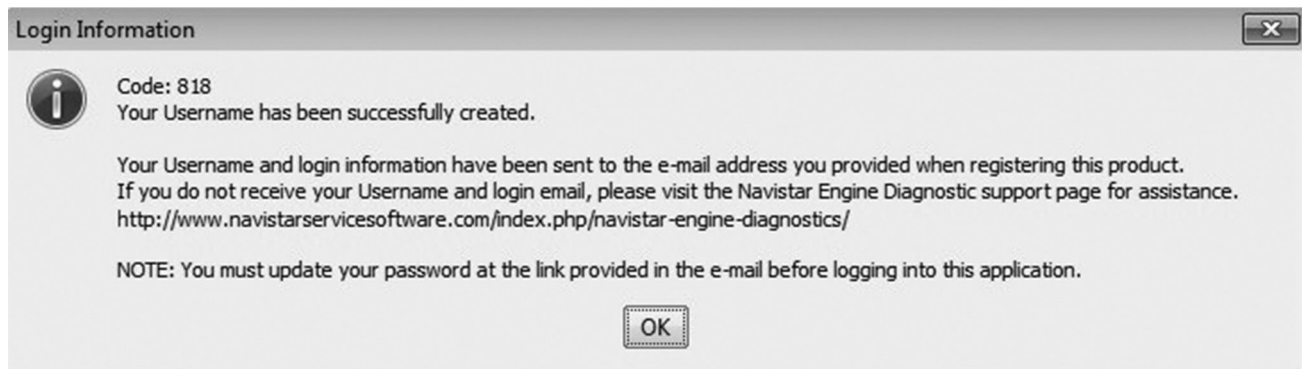 Login Information
Code: 818
Your Username has been successfully created.
Your Username and login information have been sent to the e-mail address you provided when registering this product.
If you do not receive your Username and login email, please visit the Navistar Engine Diagnostic support page for assistance.
http://www.navistarservicesoftware.com/index.php/navistar-engine-diagnostics/
NOTE: You must update your password at the link provided in the e-mail before logging into this application.
OK